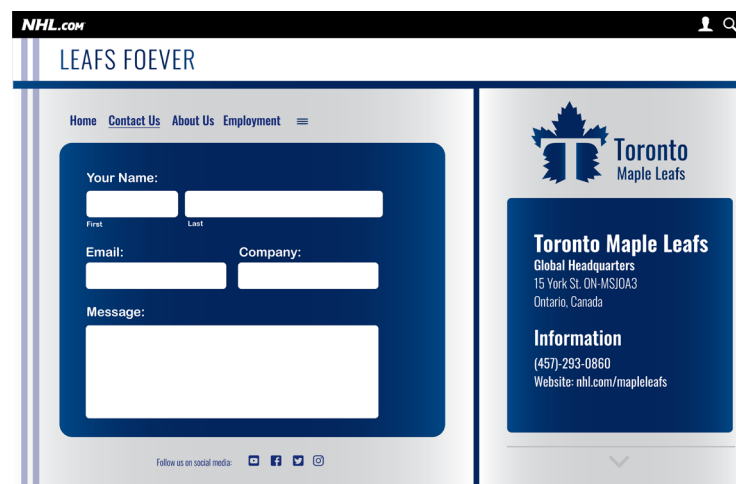 NHL.COM
LEAFS FOEVER
Home Contact Us About Us Employment
Your Name:
First Last
Email: Company:
Message:
Follow us on social media:
Toronto
Maple Leafs
Toronto Maple Leafs
Global Headquarters
15 York St. ON-MSJOA3
Ontario, Canada
Information
(457)-293-0860
Website: nhl.com/mapleleafs